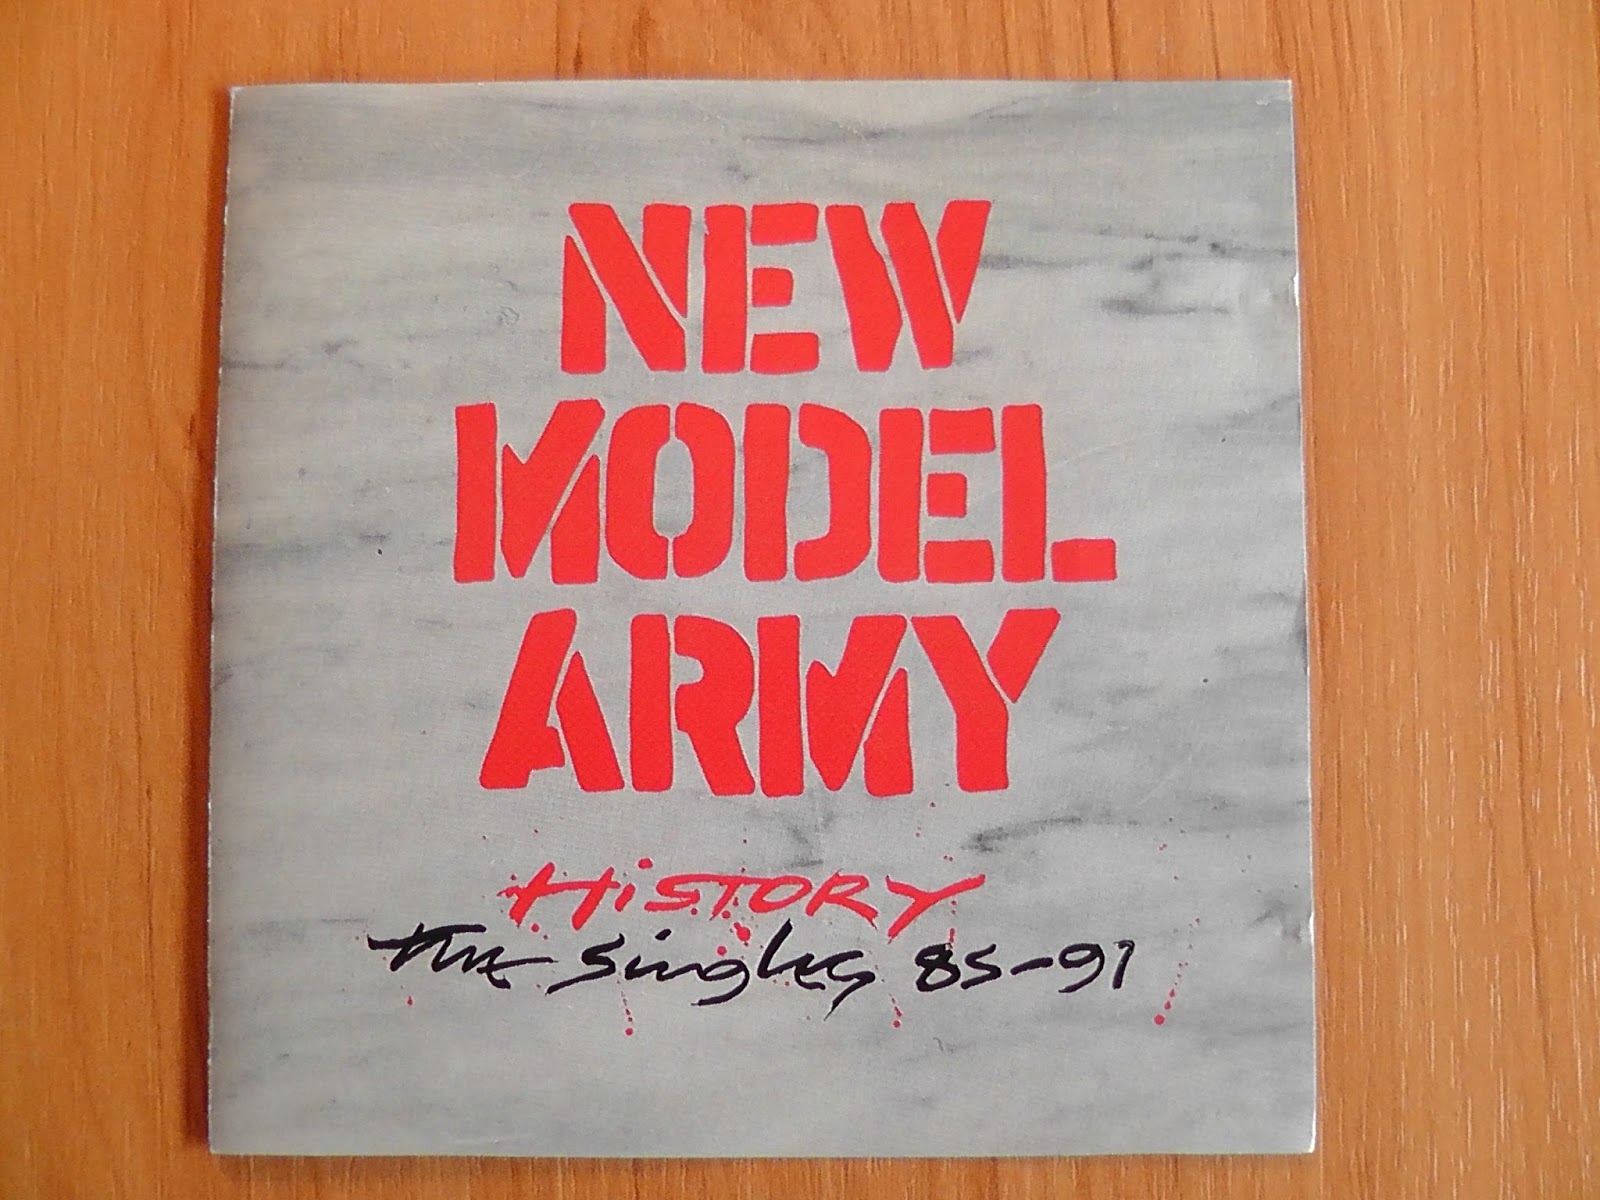 NEW
MODEL
ARMY
HiSTORY
The Singles 85-91